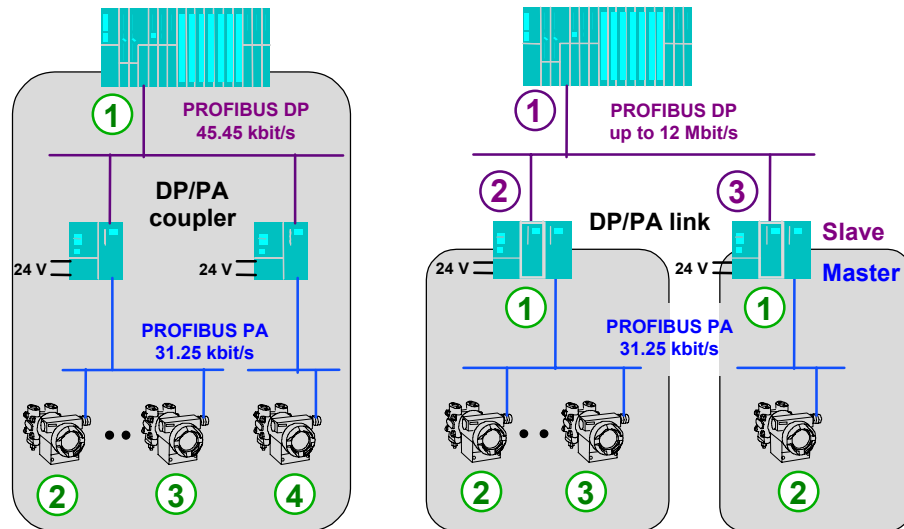 1
PROFIBUS DP
45.45 kbit/s
DP/PA
coupler
24 V
24 V
PROFIBUS PA
31.25 kbit/s
2
3
4
1
PROFIBUS DP
up to 12 Mbit/s
2
3
DP/PA link
Slave
24 V
24 V
Master
1
1
PROFIBUS PA
31.25 kbit/s
2
3
2